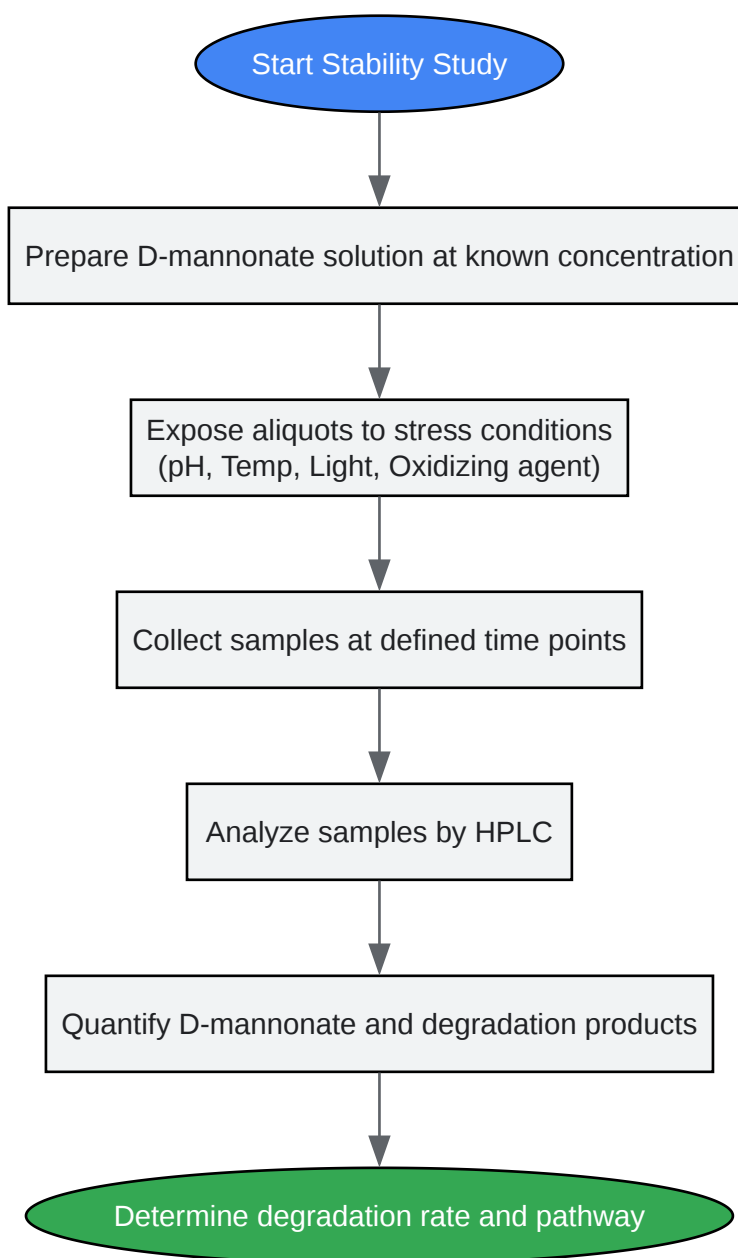 Start Stability Study
Prepare D-mannonate solution at known concentration
Expose aliquots to stress conditions
(pH, Temp, Light, Oxidizing agent)
Collect samples at defined time points
Analyze samples by HPLC
Quantify D-mannonate and degradation products
Determine degradation rate and pathway